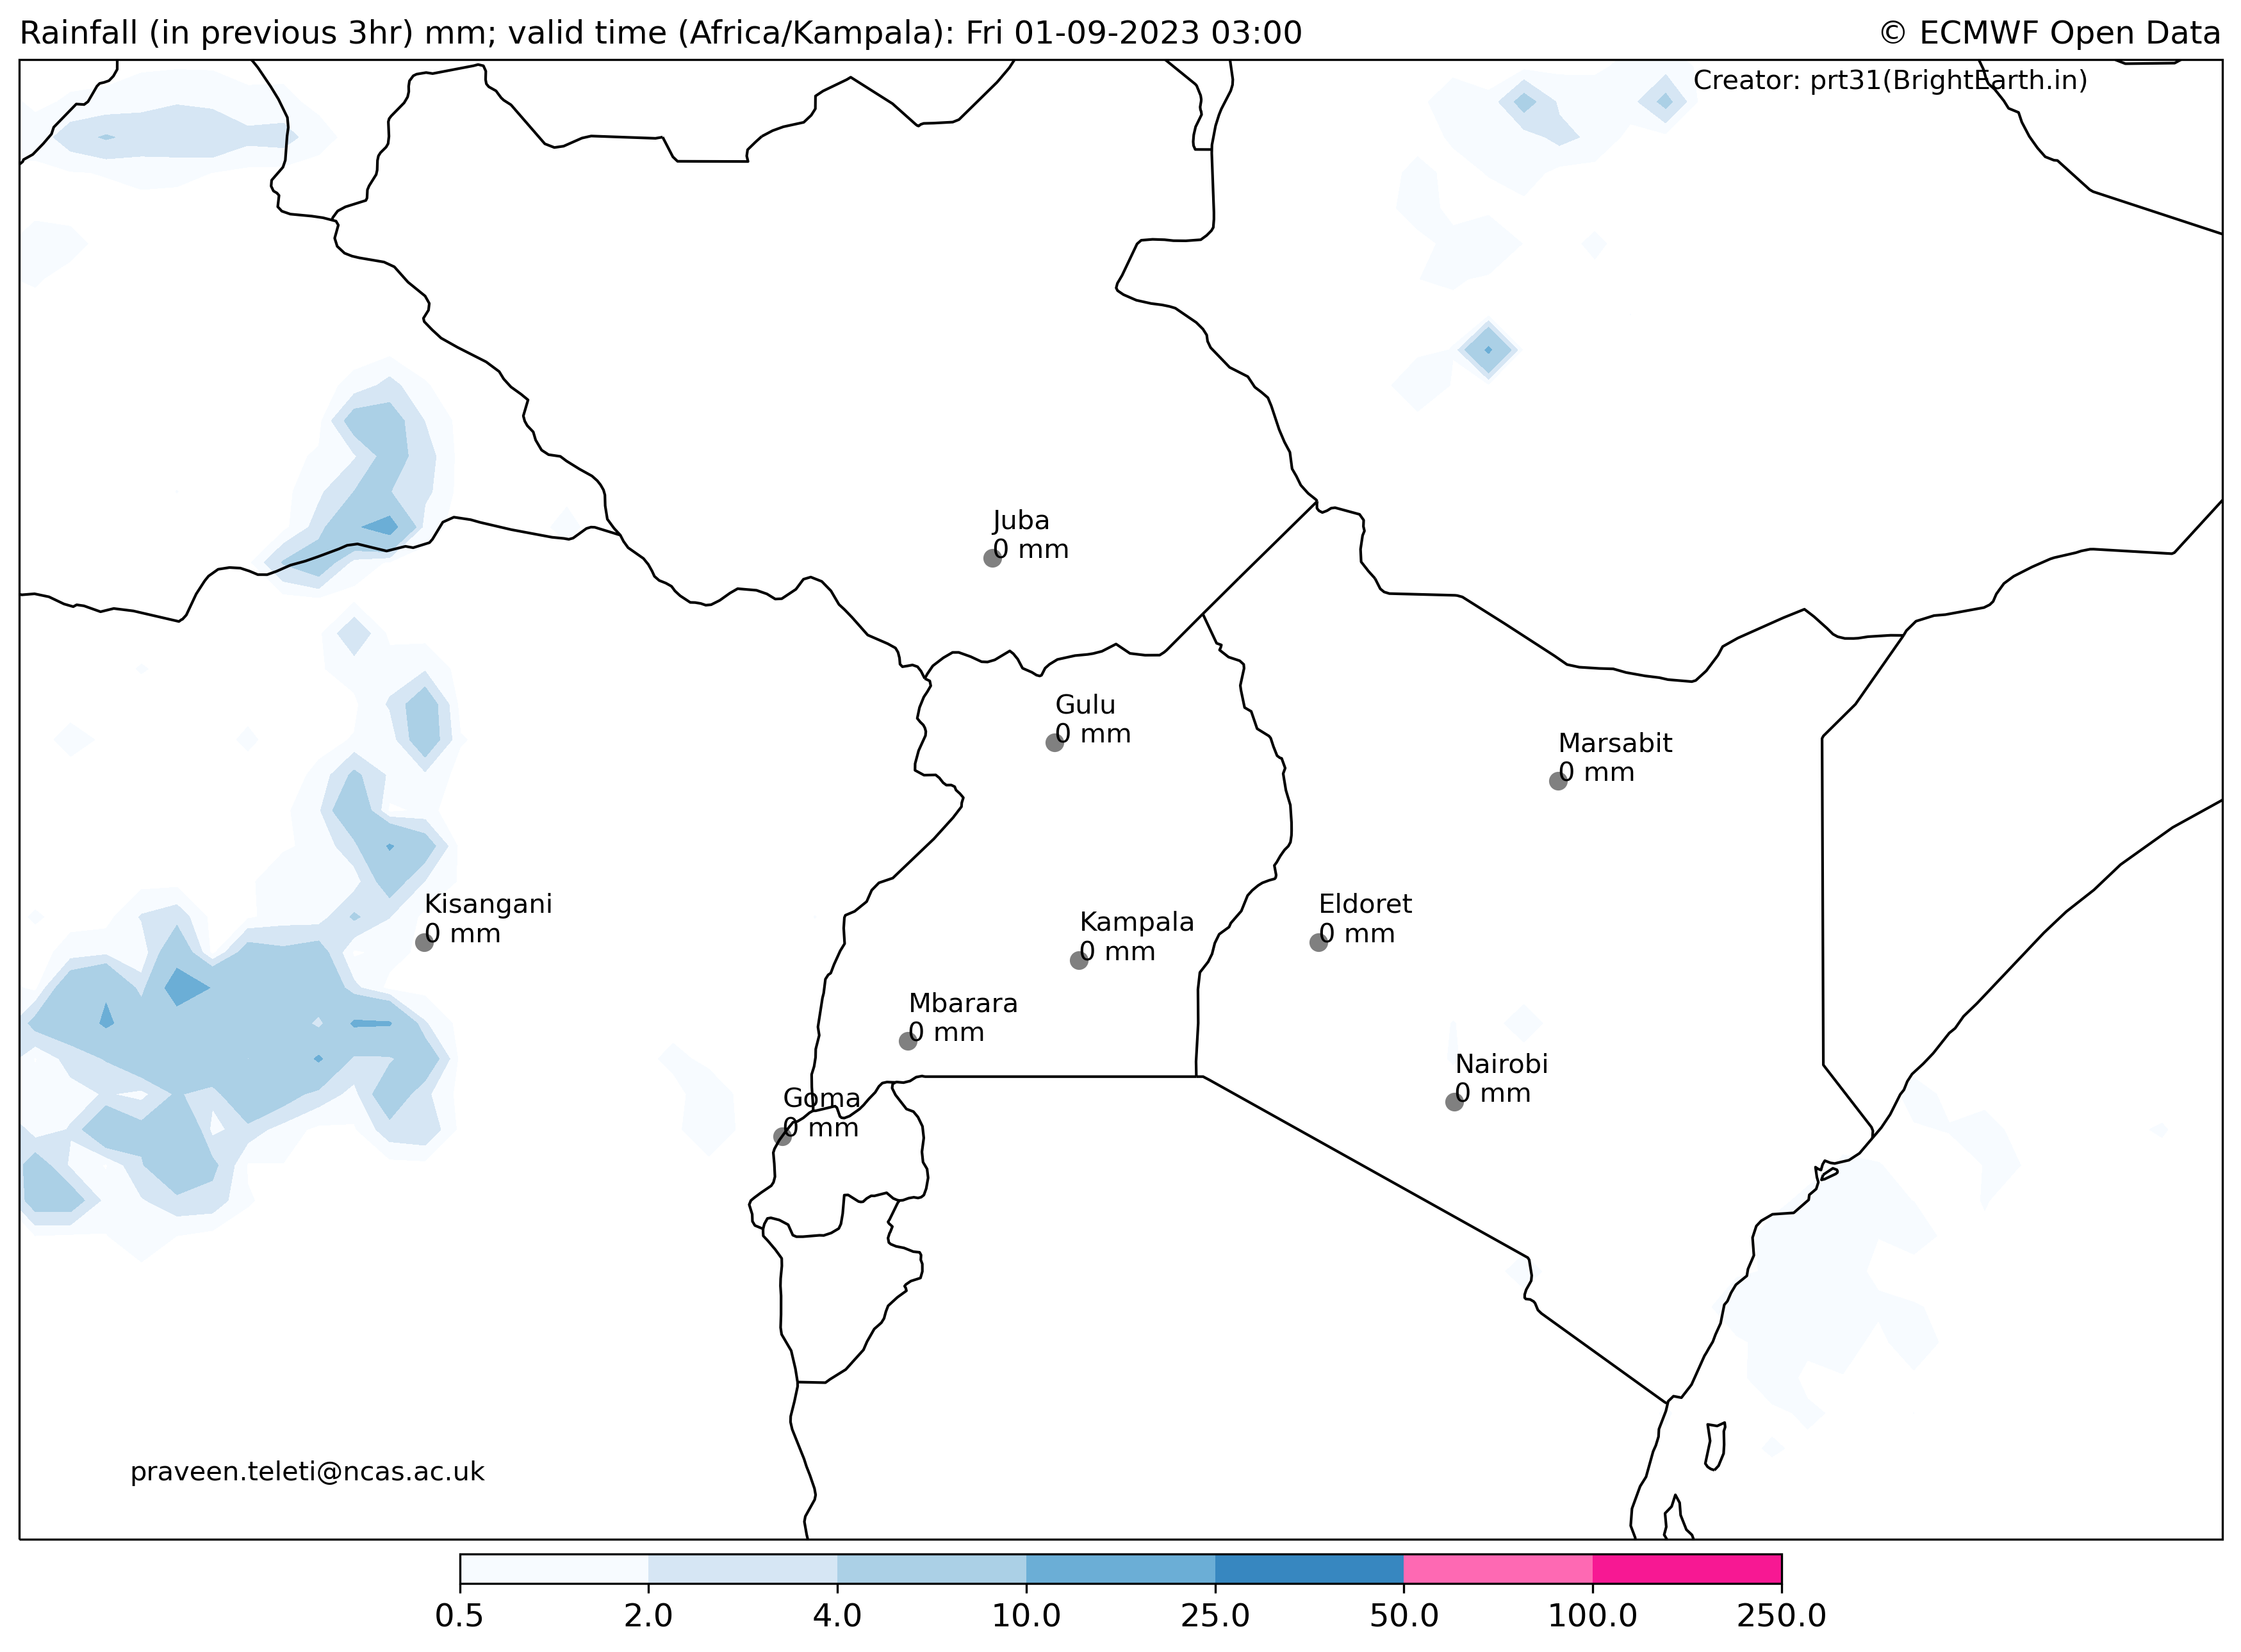 Rainfall (in previous 3hr) mm; valid time (Africa/Kampala): Fri 01-09-2023 03:00
© ECMWF Open Data
Creator: prt31(BrightEarth.in)
Juba
0 mm
Gulu
0 mm
Marsabit
0 mm
Kisangani
0 mm
Kampala
0 mm
Eldoret
0 mm
Mbarara
0 mm
Nairobi
0 mm
Goma
0 mm
praveen.teleti@ncas.ac.uk
0.5 2.0 4.0 10.0 25.0 50.0 100.0 250.0